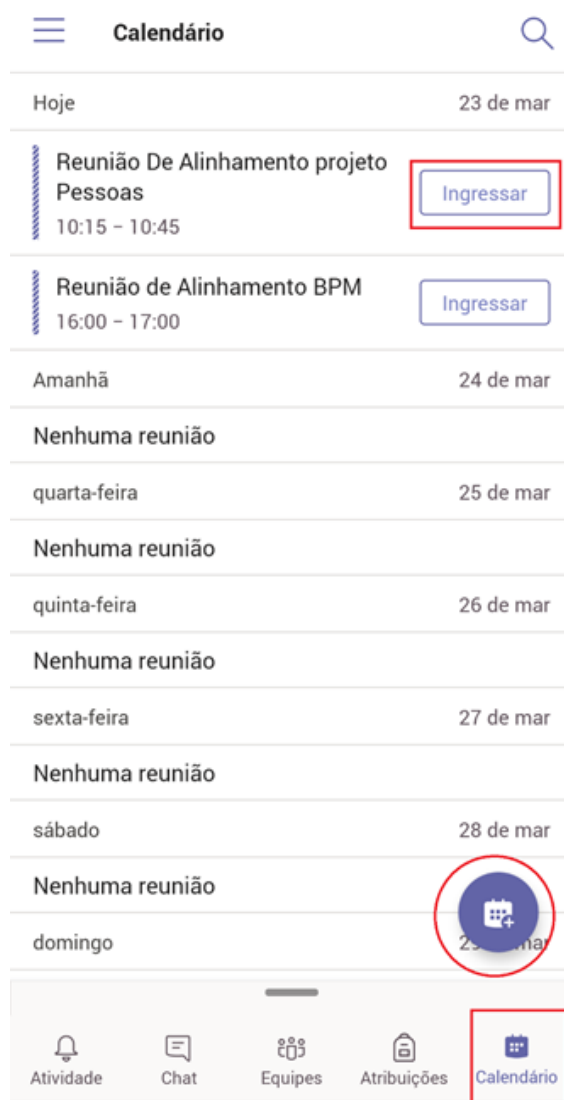 Calendário
Hoje 23 de mar
Reunião De Alinhamento projeto
Pessoas
10:15 – 10:45
Ingressar
Reunião de Alinhamento BPM
16:00 – 17:00
Ingressar
Amanhã 24 de mar
Nenhuma reunião
quarta-feira 25 de mar
Nenhuma reunião
quinta-feira 26 de mar
Nenhuma reunião
sexta-feira 27 de mar
Nenhuma reunião
sábado 28 de mar
Nenhuma reunião
domingo mar
Atividade Chat Equipes Atribuições Calendário